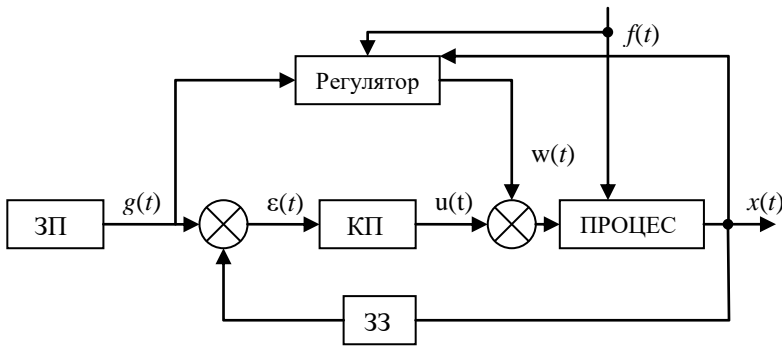 f(t)
Регулятор
w(t)
g(t)
ε(t)
u(t)
x(t)
ЗП
КП
ПРОЦЕС
ЗЗ